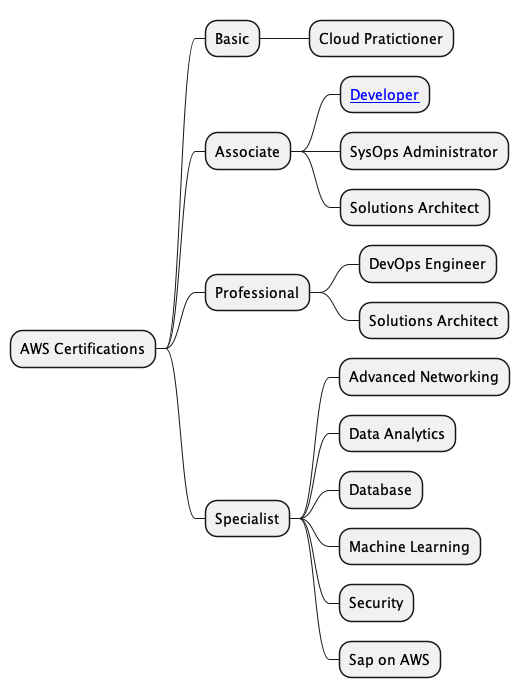 AWS Certifications
Basic
Cloud Pratictioner
Associate
Developer
SysOps Administrator
Solutions Architect
Professional
DevOps Engineer
Solutions Architect
Specialist
Advanced Networking
Data Analytics
Database
Machine Learning
Security
Sap on AWS